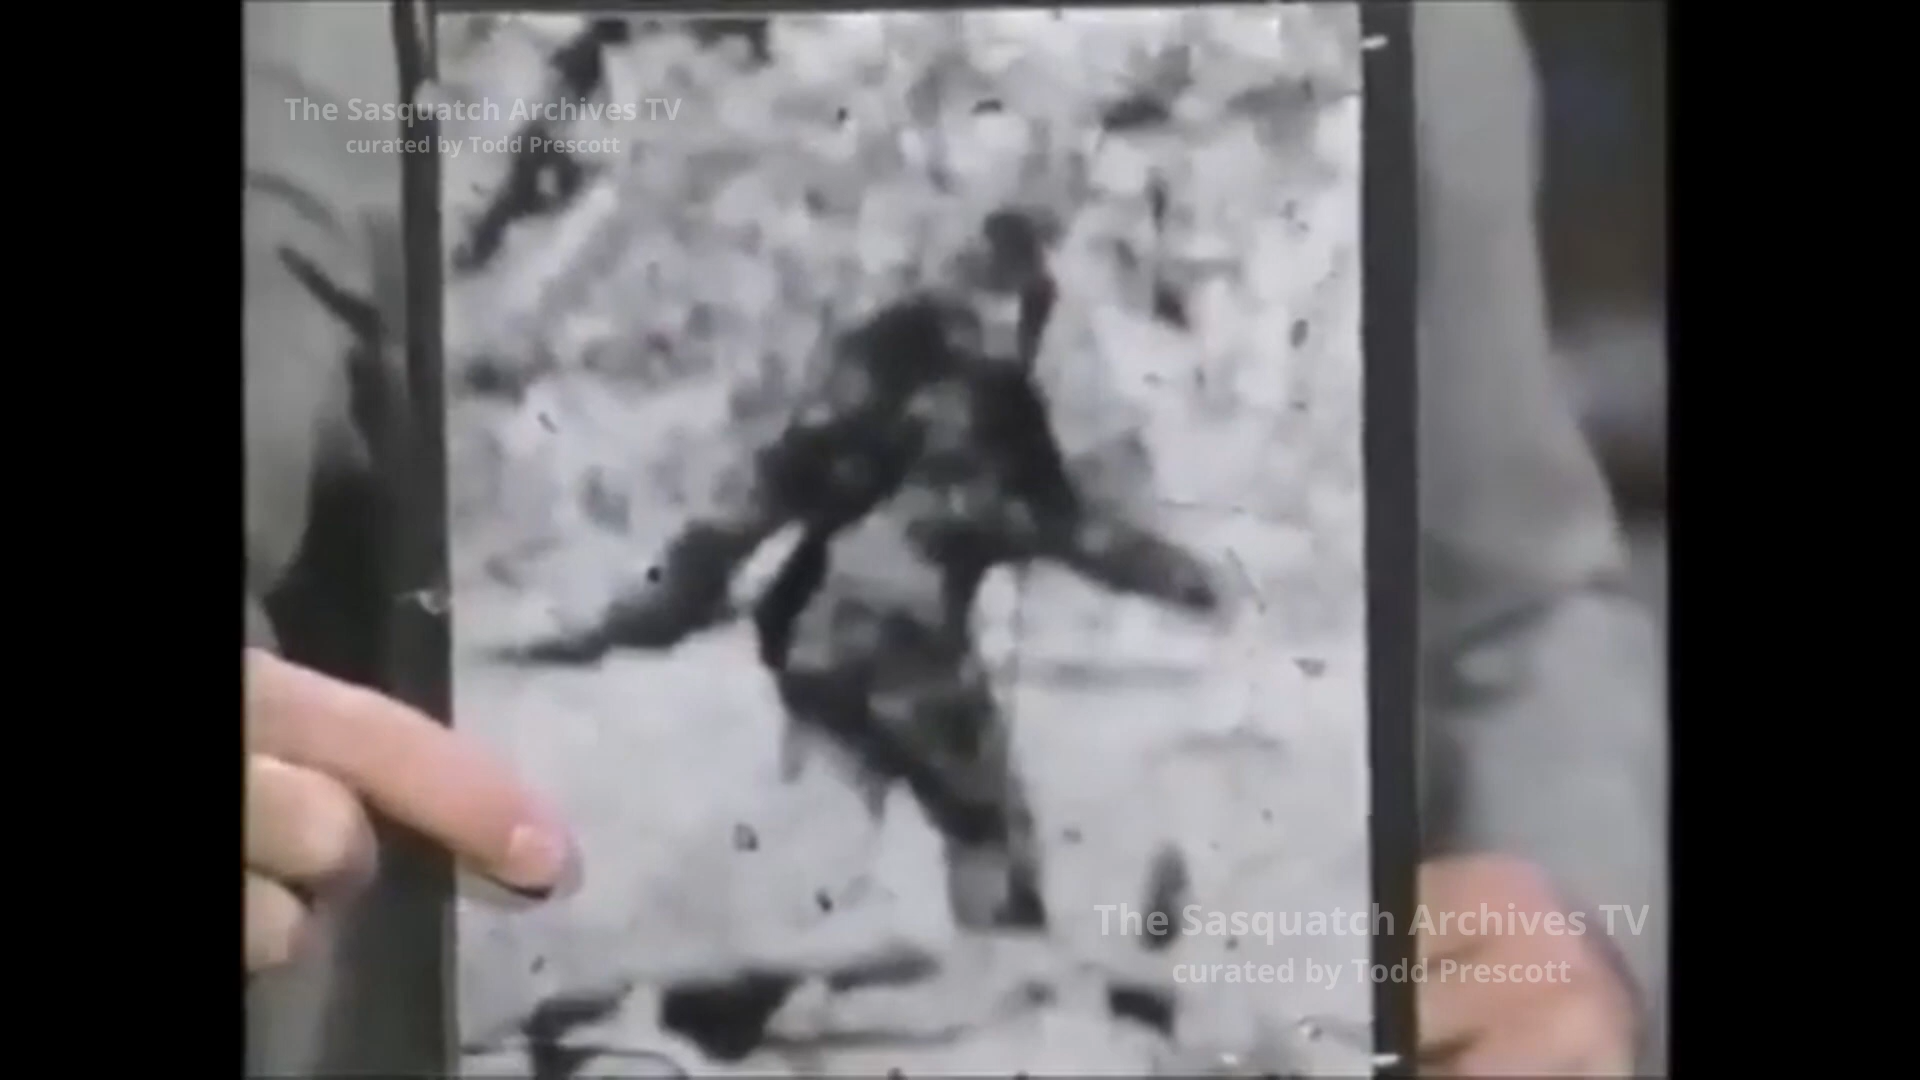 The Sasquatch Archives TV
curated by Todd Prescott
The Sasquatch Archives TV
curated by Todd Prescott